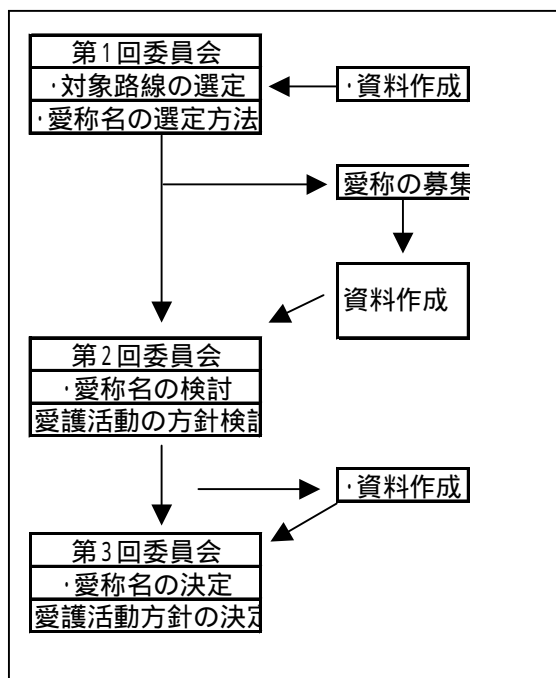 第1回委員会
・対象路線の選定
・資料作成
・愛称名の選定方法
愛称の募集
資料作成
第2回委員会
・愛称名の検討
愛護活動の方針検討
・資料作成
第3回委員会
・愛称名の決定
愛護活動方針の決定